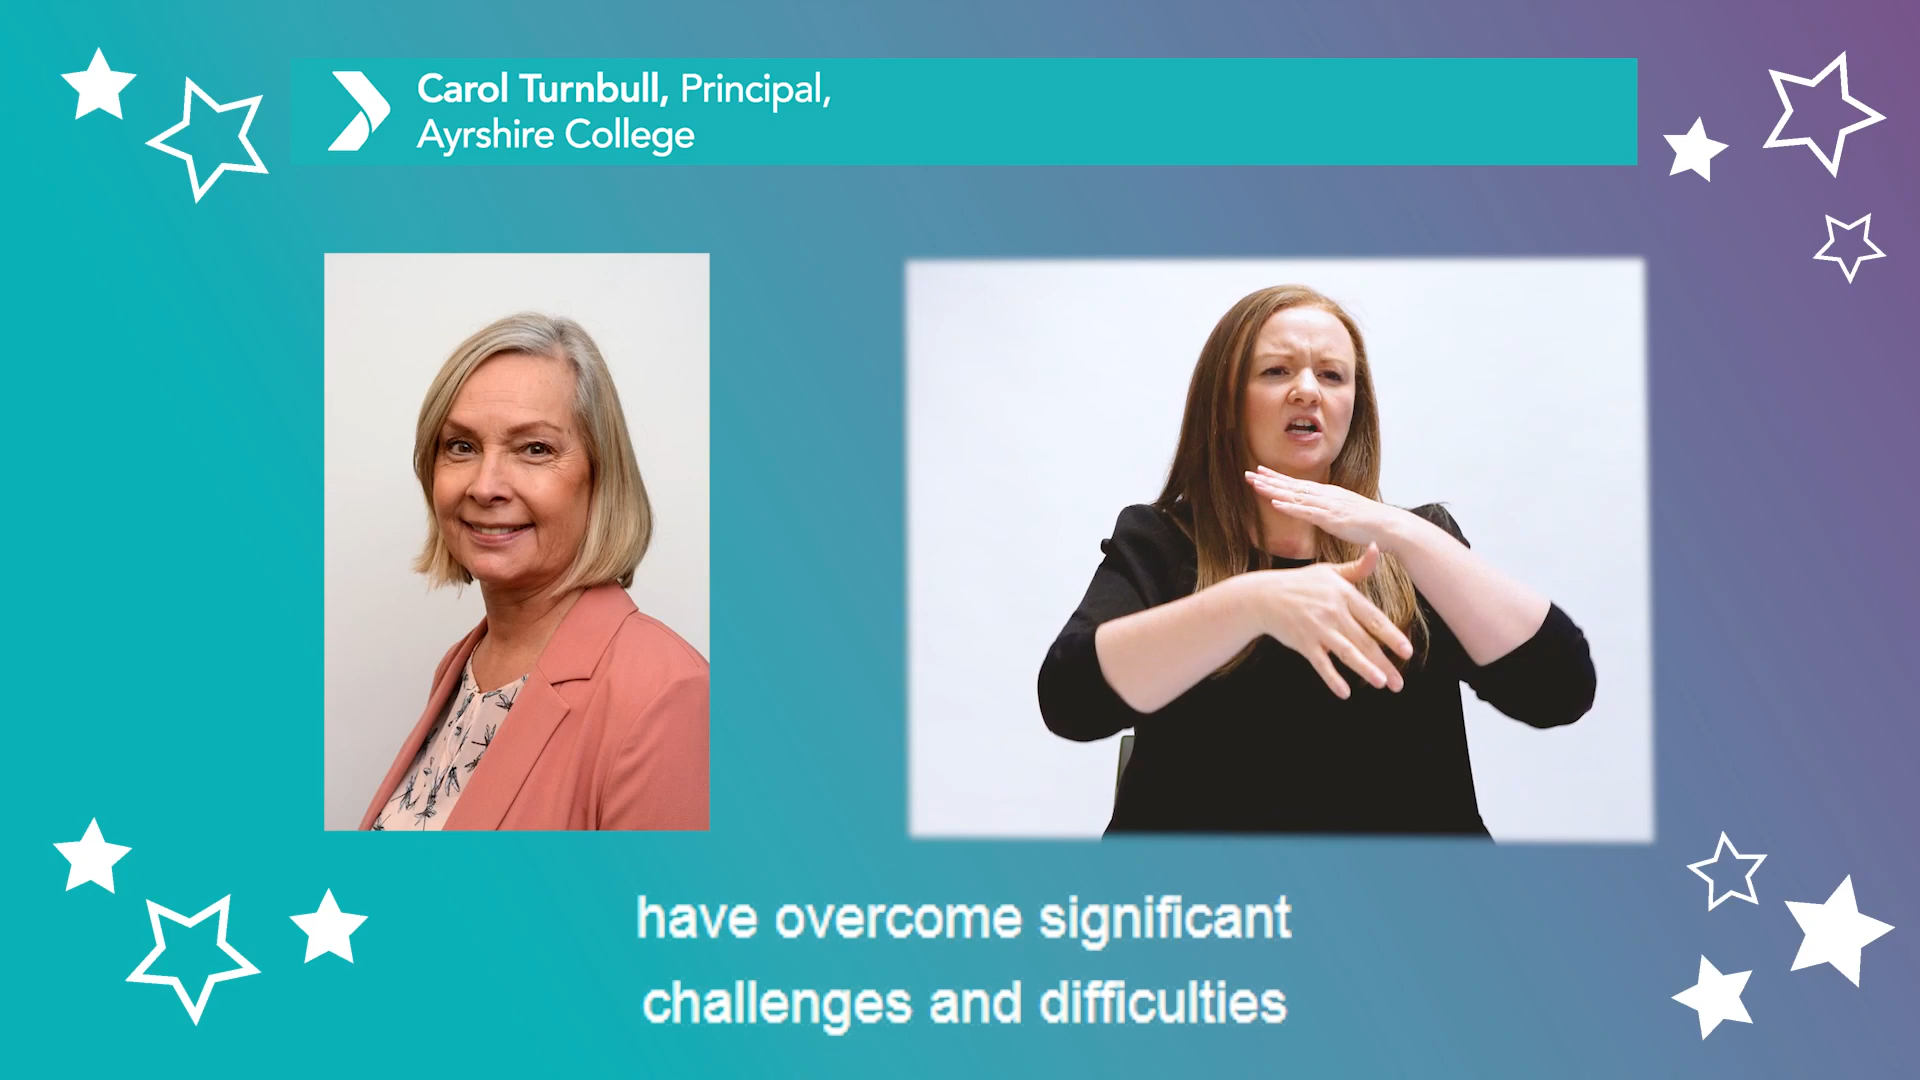 Carol Turnbull, Principal,
Ayrshire College
have overcome significant
challenges and difficulties